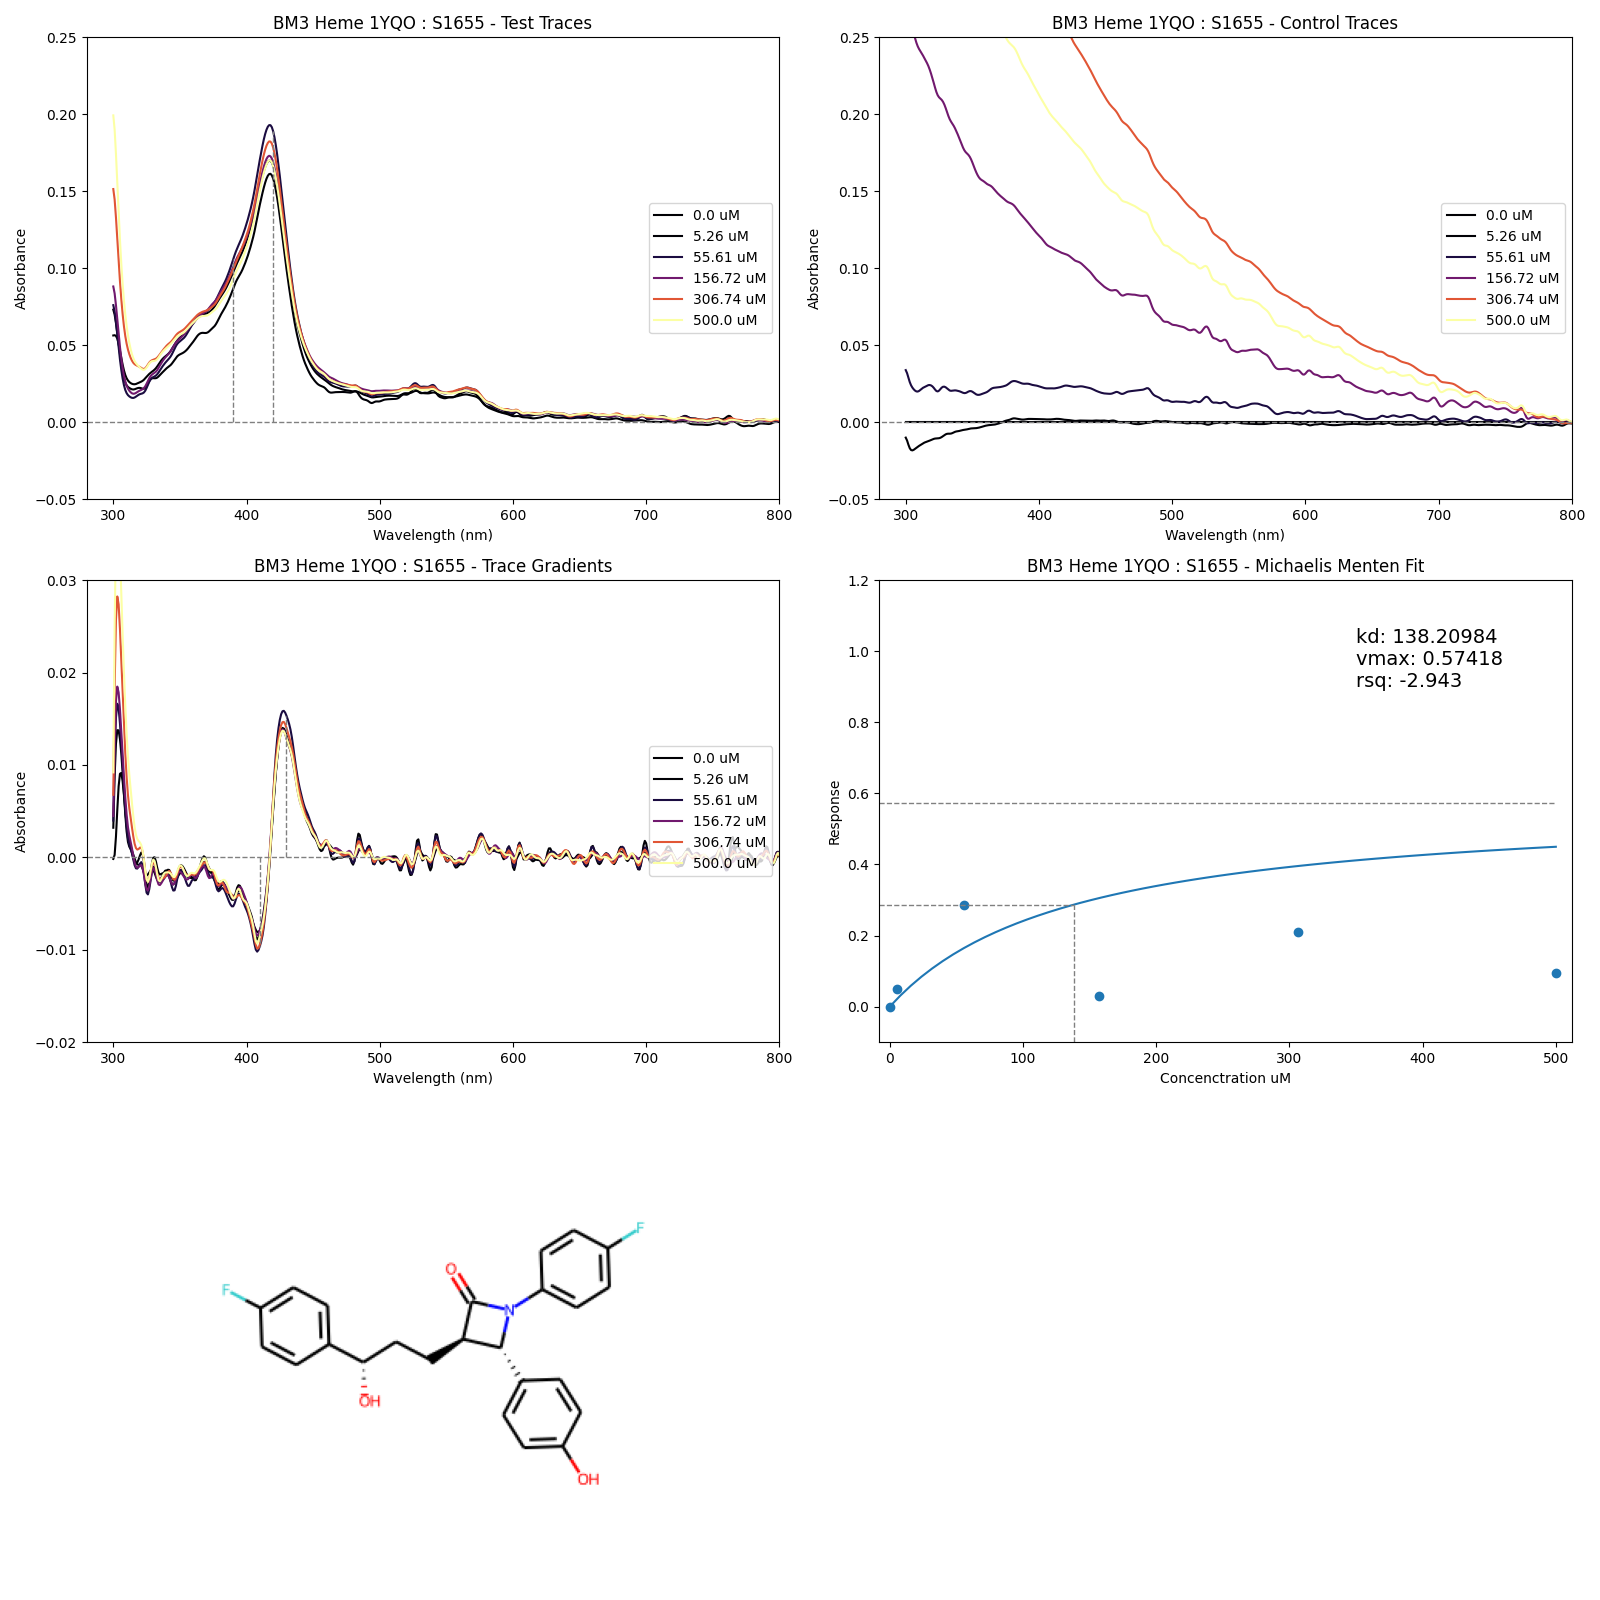 BM3 Heme 1YQO : S1655 - Test Traces
0.25
0.20
0.15
0.10
0.05
0.00
−0.05
Absorbance
300 400 500 600 700 800
Wavelength (nm)
0.0 uM
5.26 uM
55.61 uM
156.72 uM
306.74 uM
500.0 uM
BM3 Heme 1YQO : S1655 - Control Traces
0.25
0.20
0.15
0.10
0.05
0.00
−0.05
Absorbance
300 400 500 600 700 800
Wavelength (nm)
0.0 uM
5.26 uM
55.61 uM
156.72 uM
306.74 uM
500.0 uM
BM3 Heme 1YQO : S1655 - Trace Gradients
0.03
0.02
0.01
0.00
−0.01
−0.02
Absorbance
300 400 500 600 700 800
Wavelength (nm)
0.0 uM
5.26 uM
55.61 uM
156.72 uM
306.74 uM
500.0 uM
BM3 Heme 1YQO : S1655 - Michaelis Menten Fit
1.2
1.0
0.8
0.6
0.4
0.2
0.0
Response
kd: 138.20984
vmax: 0.57418
rsq: -2.943
0 100 200 300 400 500
Concenctration uM
F
O
F
N
OH
OH